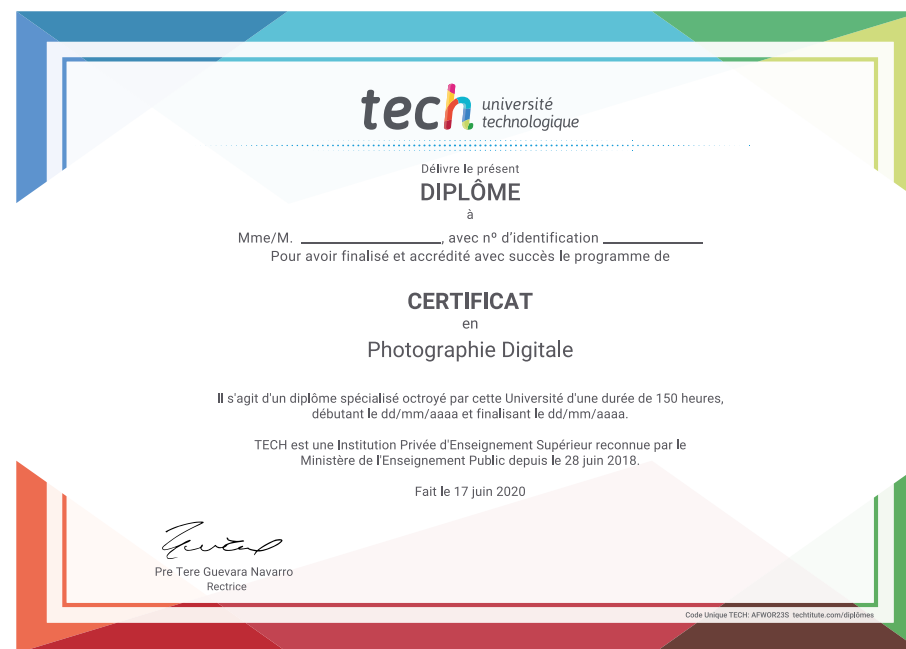 tech université
technologique
Délivre le présent
DIPLÔME
à
Mme/M. ____________________, avec nº d'identification ______________
Pour avoir finalisé et accrédité avec succès le programme de
CERTIFICAT
en
Photographie Digitale
Il s'agit d'un diplôme spécialisé octroyé par cette Université d'une durée de 150 heures,
débutant le dd/mm/aaaa et finalisant le dd/mm/aaaa.
TECH est une Institution Privée d'Enseignement Supérieur reconnue par le
Ministère de l'Enseignement Public depuis le 28 juin 2018.
Fait le 17 juin 2020
Pre Tere Guevara Navarro
Rectrice
Code Unique TECH: AFWOR23S techtitute.com/diplômes